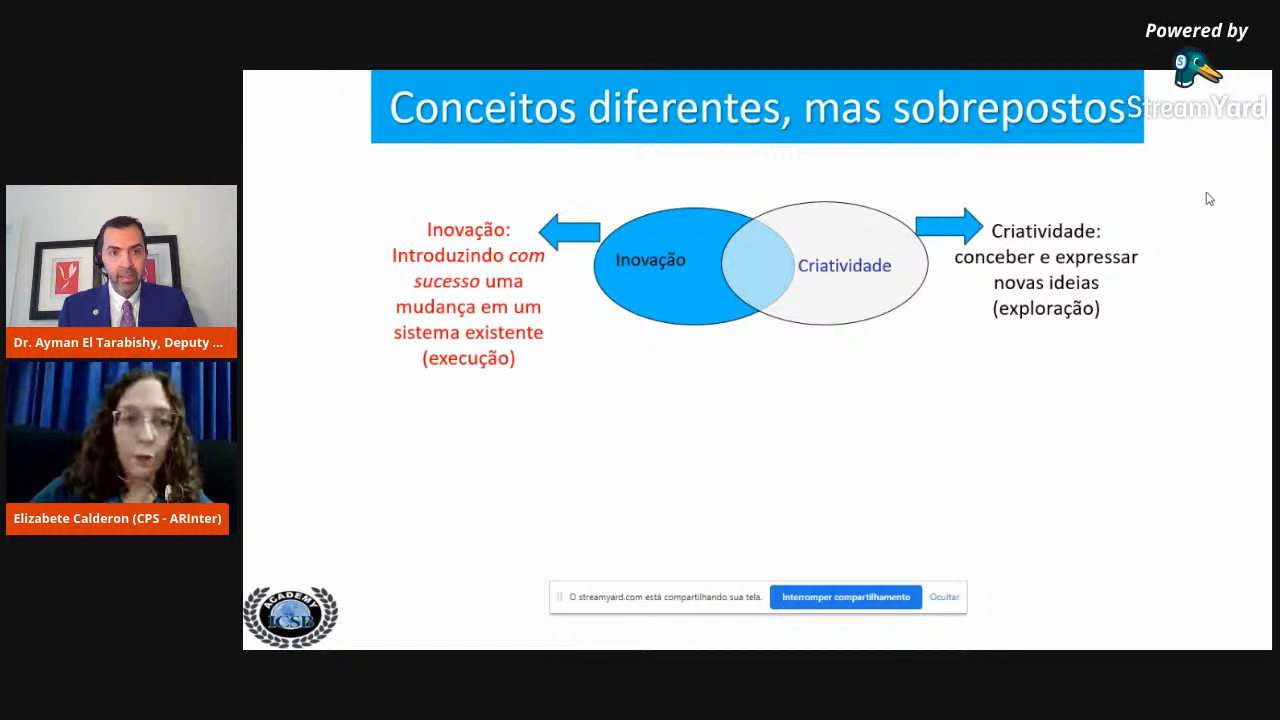 Powered by
StreamYard
Conceitos diferentes, mas sobrepostos
Inovação:
Introduzindo com
sucesso uma
mudança em um
sistema existente
(execução)
Inovação
Criatividade
Criatividade:
conceber e expressar
novas ideias
(exploração)
Dr. Ayman El Tarabishy, Deputy ...
Elizabete Calderon (CPS - ARInter)
O streamyard.com está compartilhando sua tela.
Interromper compartilhamento
Ocultar
ACADEMY
ICSB